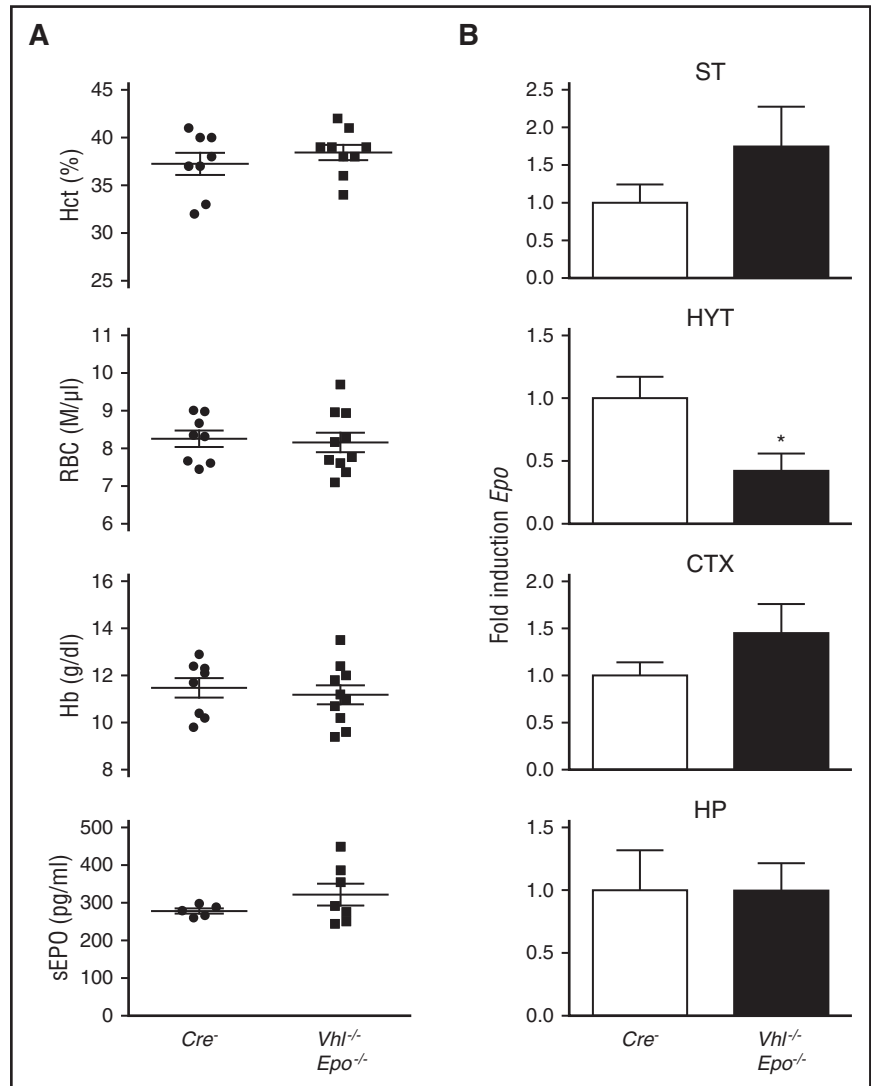 A
Hct (%)
45
40
35
30
25
RBC (M/µl)
11
10
9
8
7
6
Hb (g/dl)
16
14
12
10
8
sEPO (pg/ml)
500
400
300
200
100
0
Cre-
Vhl-/-
Epo-/-
B
Fold induction Epo
ST
2.5
2.0
1.5
1.0
0.5
0.0
HYT
1.5
1.0
0.5
0.0
*
CTX
2.0
1.5
1.0
0.5
0.0
HP
1.5
1.0
0.5
0.0
Cre-
Vhl-/-
Epo-/-